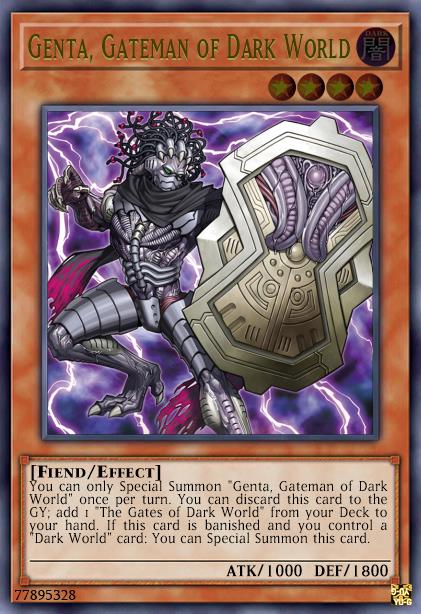 Genta, Gateman of Dark World
DARK
闇
[Fiend/Effect]
You can only Special Summon "Genta, Gateman of Dark
World" once per turn. You can discard this card to the
GY; add 1 "The Gates of Dark World" from your Deck to
your hand. If this card is banished and you control a
"Dark World" card: You can Special Summon this card.
ATK/1000 DEF/1800
77895328